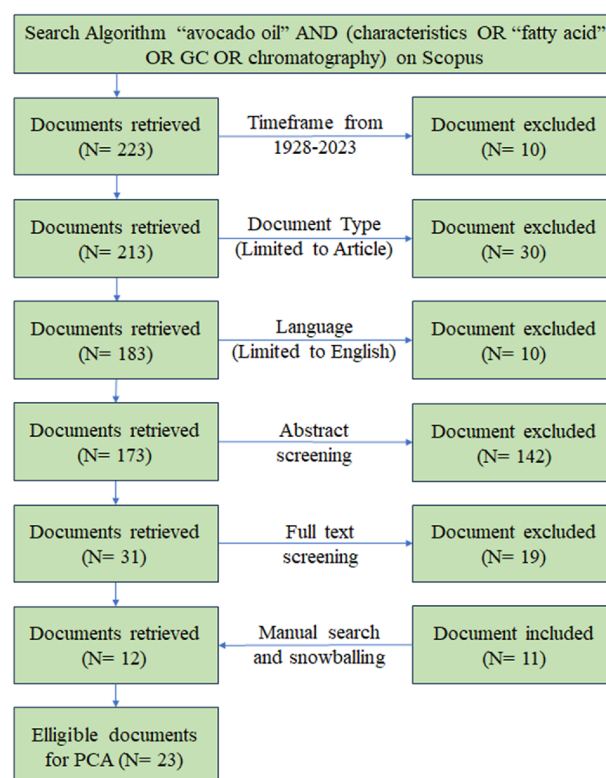 Search Algorithm “avocado oil” AND (characteristics OR “fatty acid”
OR GC OR chromatography) on Scopus
Documents retrieved
(N= 223)
Timeframe from
1928-2023
Document excluded
(N= 10)
Documents retrieved
(N= 213)
Document Type
(Limited to Article)
Document excluded
(N= 30)
Documents retrieved
(N= 183)
Language
(Limited to English)
Document excluded
(N= 10)
Documents retrieved
(N= 173)
Abstract
screening
Document excluded
(N= 142)
Documents retrieved
(N= 31)
Full text
screening
Document excluded
(N= 19)
Documents retrieved
(N= 12)
Manual search
and snowballing
Document included
(N= 11)
Elligible documents
for PCA (N= 23)